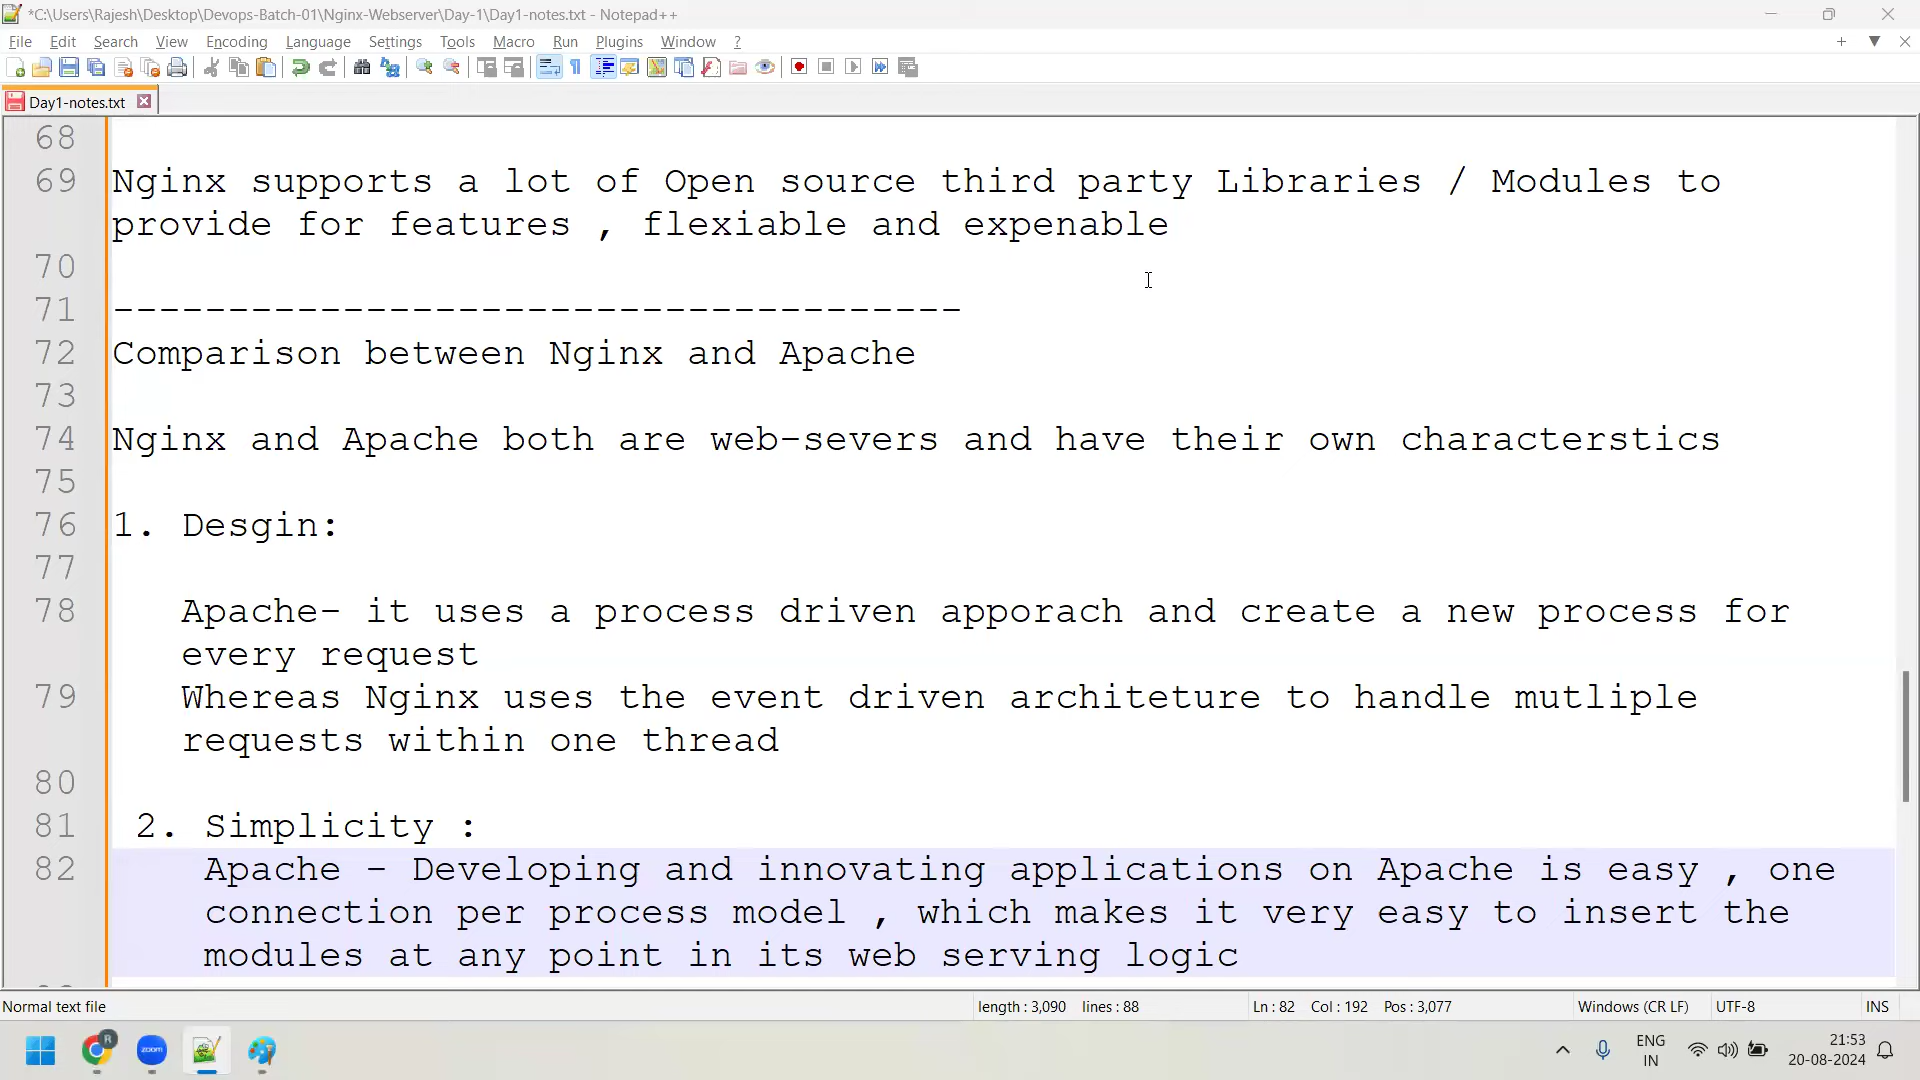 *C:\Users\Rajesh\Desktop\Devops-Batch-01\Nginx-Webserver\Day-1\Day1-notes.txt - Notepad++
File Edit Search View Encoding Language Settings Tools Macro Run Plugins Window ?
Day1-notes.txt
68
69 Nginx supports a lot of Open source third party Libraries / Modules to
provide for features , flexiable and expenable
70
71 -------------------------------------
72 Comparison between Nginx and Apache
73
74 Nginx and Apache both are web-severs and have their own characterstics
75
76 1. Desgin:
77
78 Apache- it uses a process driven apporach and create a new process for
every request
79 Whereas Nginx uses the event driven architeture to handle mutliple
requests within one thread
80
81 2. Simplicity :
82 Apache - Developing and innovating applications on Apache is easy , one
connection per process model , which makes it very easy to insert the
modules at any point in its web serving logic
Normal text file length : 3,090 lines : 88 Ln : 82 Col : 192 Pos : 3,077 Windows (CR LF) UTF-8 INS
R
zoom
ENG
IN
21:53
20-08-2024